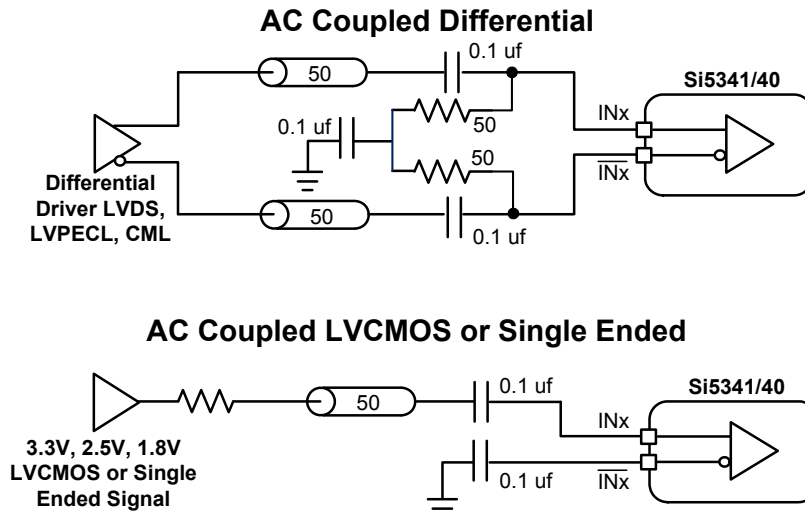 AC Coupled Differential
0.1 uf
50
Si5341/40
INx
0.1 uf
50
50
INx
Differential
Driver LVDS,
LVPECL, CML
50
0.1 uf
AC Coupled LVCMOS or Single Ended
0.1 uf
Si5341/40
50
INx
3.3V, 2.5V, 1.8V
LVCMOS or Single
Ended Signal
0.1 uf
INx